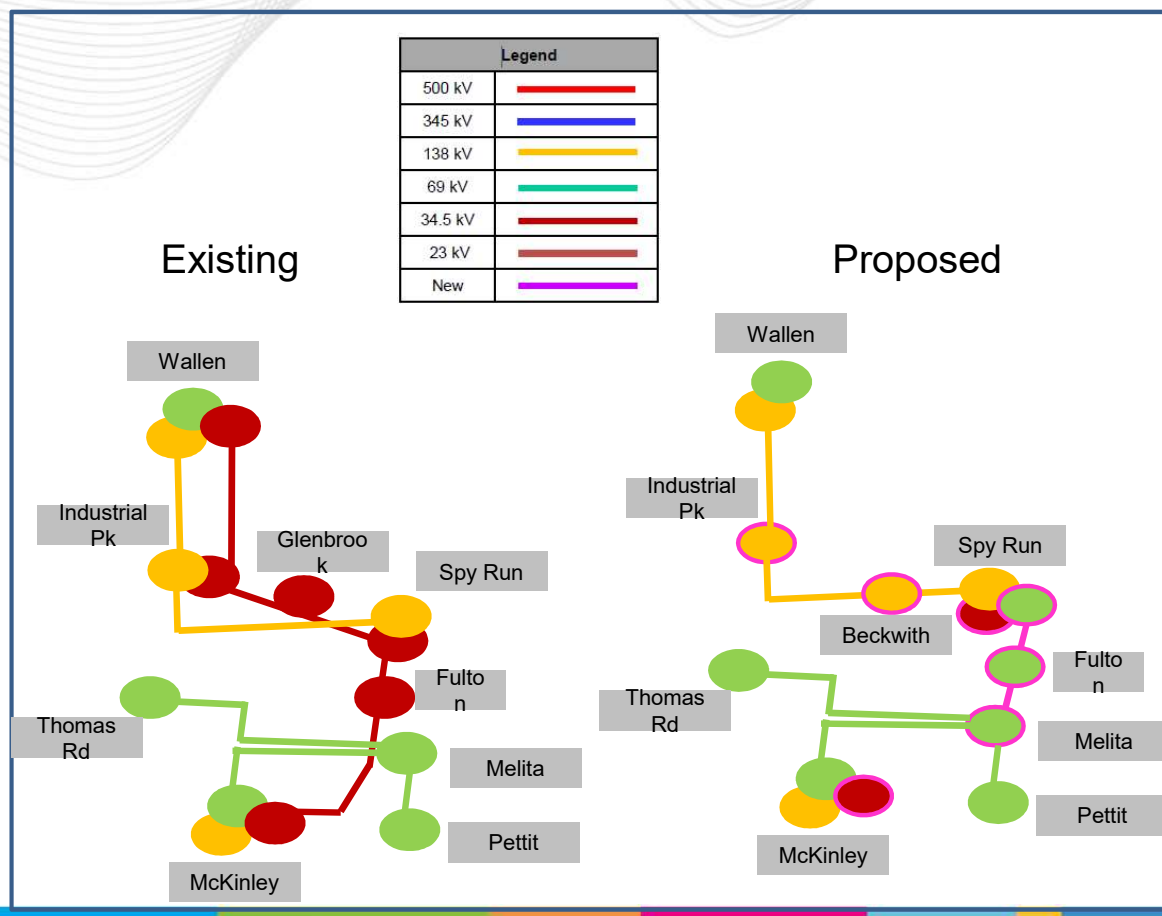 Legend
500 kV
345 kV
138 kV
69 kV
34.5 kV
23 kV
New
Existing
Wallen
Industrial
Pk
Glenbroo
k
Spy Run
Fulto
n
Thomas
Rd
Melita
Pettit
McKinley
Proposed
Wallen
Industrial
Pk
Spy Run
Beckwith
Fulto
n
Thomas
Rd
Melita
Pettit
McKinley